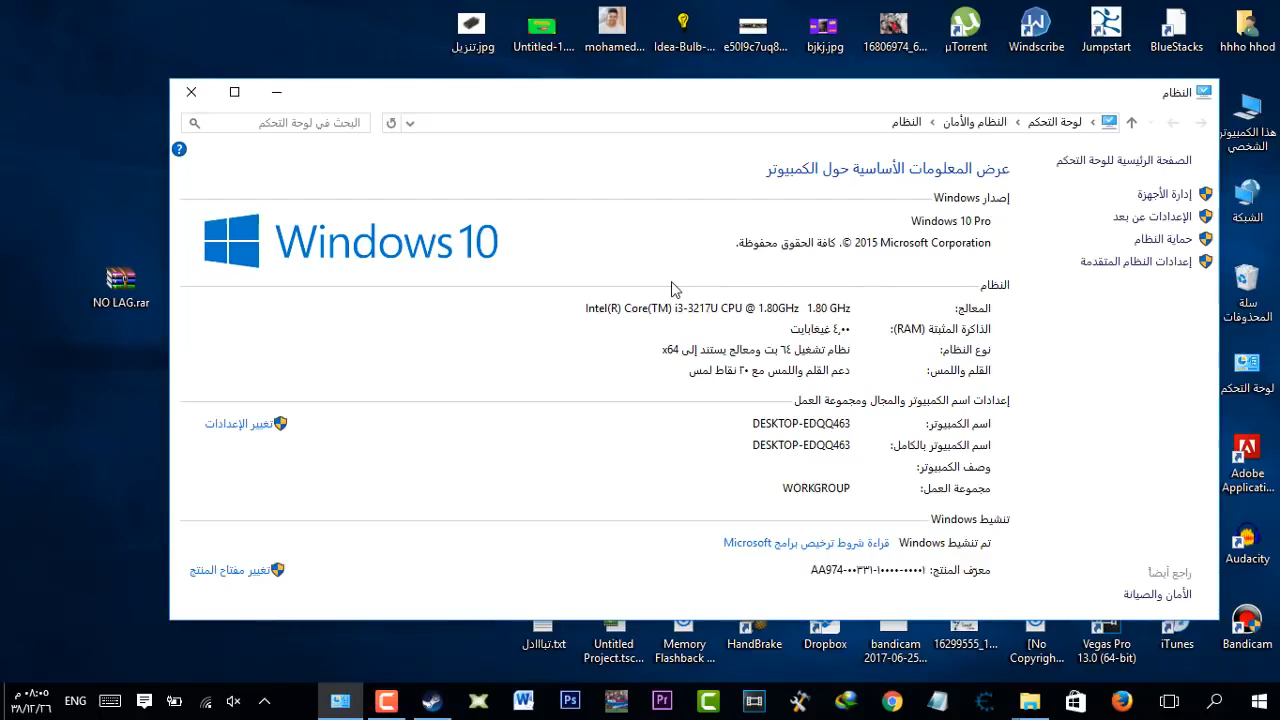 تنزيل.jpg
Untitled-1....
mohamed...
Idea-Bulb-...
e50l9c7uq8...
bjkj.jpg
16806974_6...
µTorrent
Windscribe
Jumpstart
BlueStacks
hhho hhod
النظام
لوحة التحكم
النظام والأمان
النظام
البحث في لوحة التحكم
هذا الكمبيوتر الشخصي
الشبكة
سلة المحذوفات
لوحة التحكم
Adobe Applicati...
Audacity
Bandicam
NO LAG.rar
الصفحة الرئيسية للوحة التحكم
إدارة الأجهزة
الإعدادات عن بعد
حماية النظام
إعدادات النظام المتقدمة
عرض المعلومات الأساسية حول الكمبيوتر
إصدار Windows
Windows 10 Pro
© 2015 Microsoft Corporation. كافة الحقوق محفوظة.
Windows 10
النظام
المعالج: Intel(R) Core(TM) i3-3217U CPU @ 1.80GHz 1.80 GHz
الذاكرة المثبتة (RAM): ٤,٠٠ غيغابايت
نوع النظام: نظام تشغيل ٦٤ بت ومعالج يستند إلى x64
القلم واللمس: دعم القلم واللمس مع ٢٠ نقاط لمس
إعدادات اسم الكمبيوتر والمجال ومجموعة العمل
اسم الكمبيوتر: DESKTOP-EDQQ463
تغيير الإعدادات
اسم الكمبيوتر بالكامل: DESKTOP-EDQQ463
وصف الكمبيوتر:
مجموعة العمل: WORKGROUP
تنشيط Windows
تم تنشيط Windows قراءة شروط ترخيص برامج Microsoft
معرّف المنتج: ٠٠٣٣١-١٠٠٠٠-٠٠٠٠١-AA974
تغيير مفتاح المنتج
راجع أيضاً
الأمان والصيانة
Untitled Project.tsc...
Memory Flashback ...
HandBrake
Dropbox
bandicam 2017-06-25...
16299555_1...
[No Copyrigh...
Vegas Pro 13.0 (64-bit)
iTunes
ENG
٠٨:٠٥ م